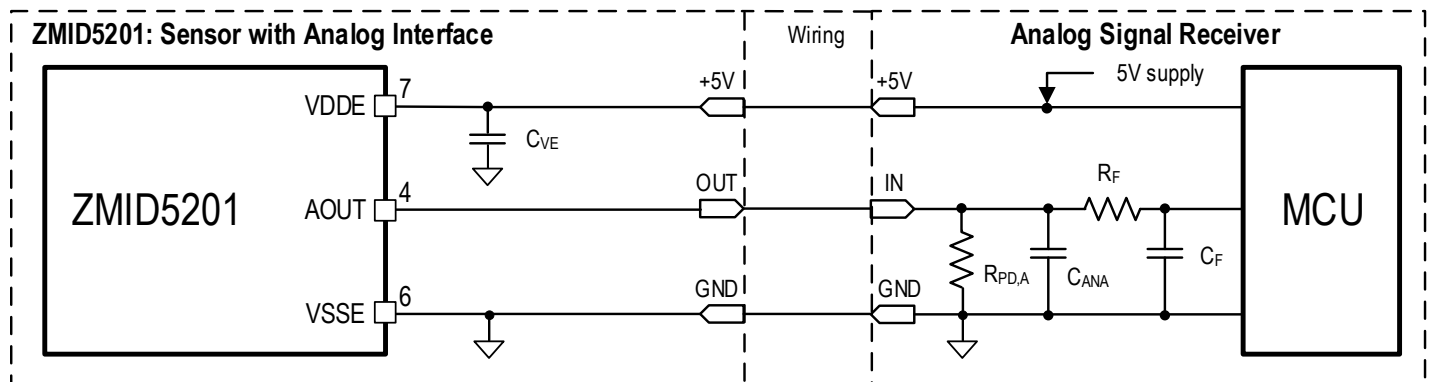 ZMID5201: Sensor with Analog Interface
Wiring
Analog Signal Receiver
ZMID5201
VDDE
7
CVE
+5V
+5V
5V supply
AOUT
4
OUT
IN
RF
RPD,A
CANA
CF
MCU
VSSE
6
GND
GND